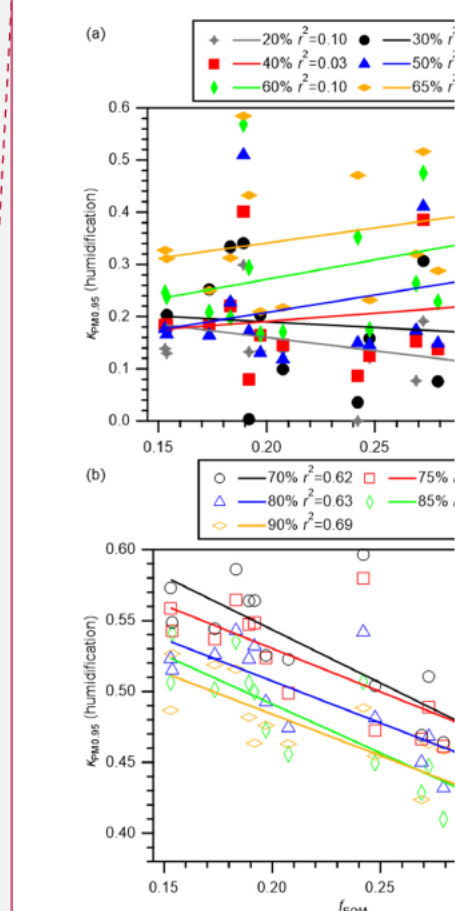 (a)
20% r²=0.10 30% r²
40% r²=0.03 50% r²
60% r²=0.10 65% r²
0.6
0.5
0.4
0.3
0.2
0.1
0.0
κPM0.95 (humidification)
0.15 0.20 0.25
(b)
70% r²=0.62 75%
80% r²=0.63 85%
90% r²=0.69
0.60
0.55
0.50
0.45
0.40
κPM0.95 (humidification)
0.15 0.20 0.25